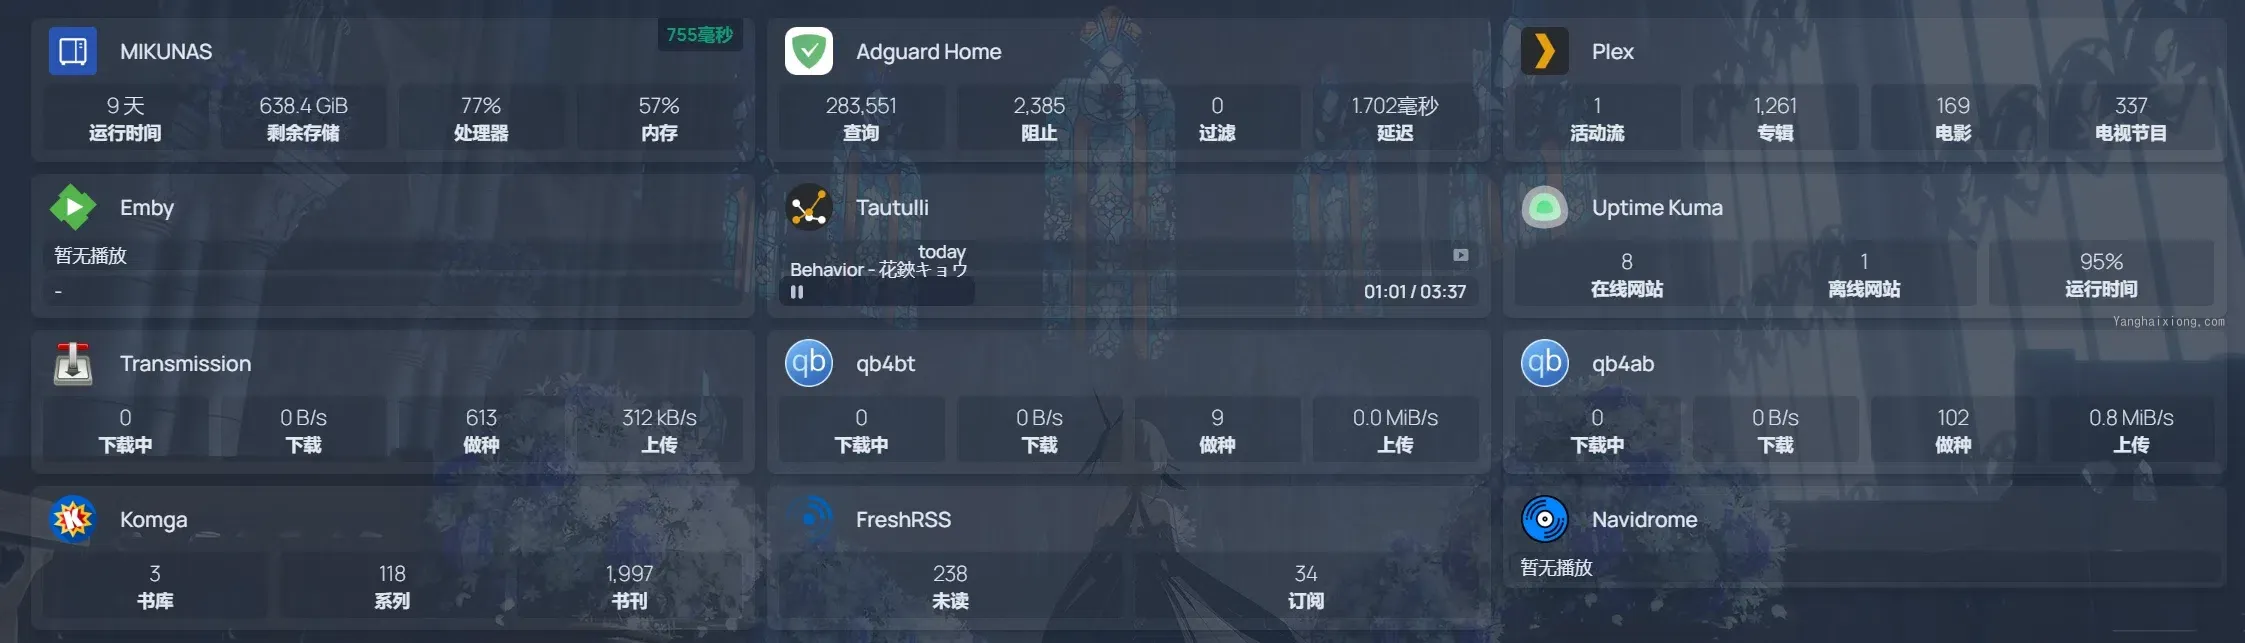 MIKUNAS
755毫秒
9 天
638.4 GiB
77%
57%
运行时间
剩余存储
处理器
内存
Adguard Home
283,551
2,385
0
1.702毫秒
查询
阻止
过滤
延迟
Plex
1
1,261
169
337
活动流
专辑
电影
电视节目
Emby
暂无播放
-
Tautulli
today
Behavior - 花鋏キョウ
01:01 / 03:37
Uptime Kuma
8
1
95%
在线网站
离线网站
运行时间
Yanghaixiong.com
Transmission
0
0 B/s
613
312 kB/s
下载中
下载
做种
上传
qb
qb4bt
0
0 B/s
9
0.0 MiB/s
下载中
下载
做种
上传
qb
qb4ab
0
0 B/s
102
0.8 MiB/s
下载中
下载
做种
上传
K
Komga
3
118
1,997
书库
系列
书刊
FreshRSS
238
34
未读
订阅
Navidrome
暂无播放